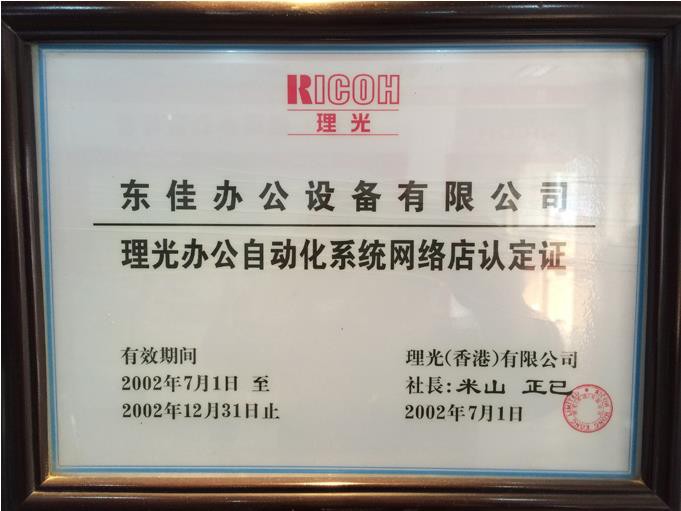 RICOH
理光
东佳办公设备有限公司
理光办公自动化系统网络店认定证
有效期间
2002年7月1日 至
2002年12月31日止
理光(香港)有限公司
社長:米山 正已
2002年7月1日